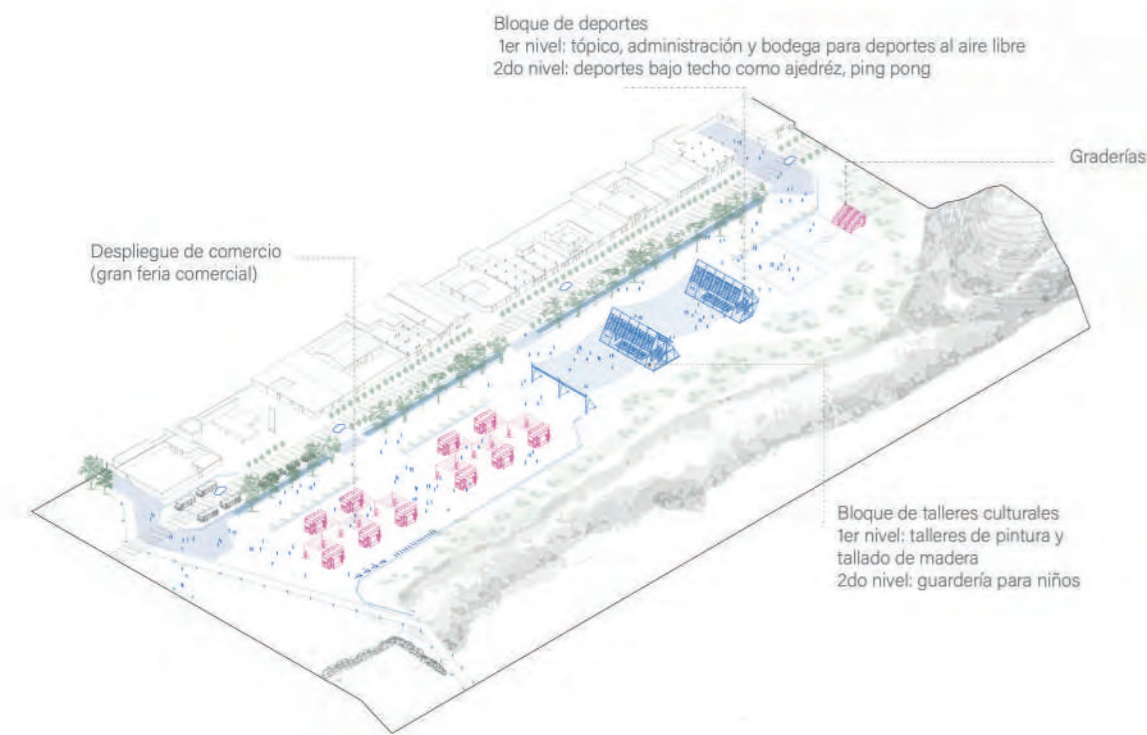 Bloque de deportes
1er nivel: tópico, administración y bodega para deportes al aire libre
2do nivel: deportes bajo techo como ajedréz, ping pong
Graderías
Despliegue de comercio
(gran feria comercial)
Bloque de talleres culturales
1er nivel: talleres de pintura y
tallado de madera
2do nivel: guardería para niños